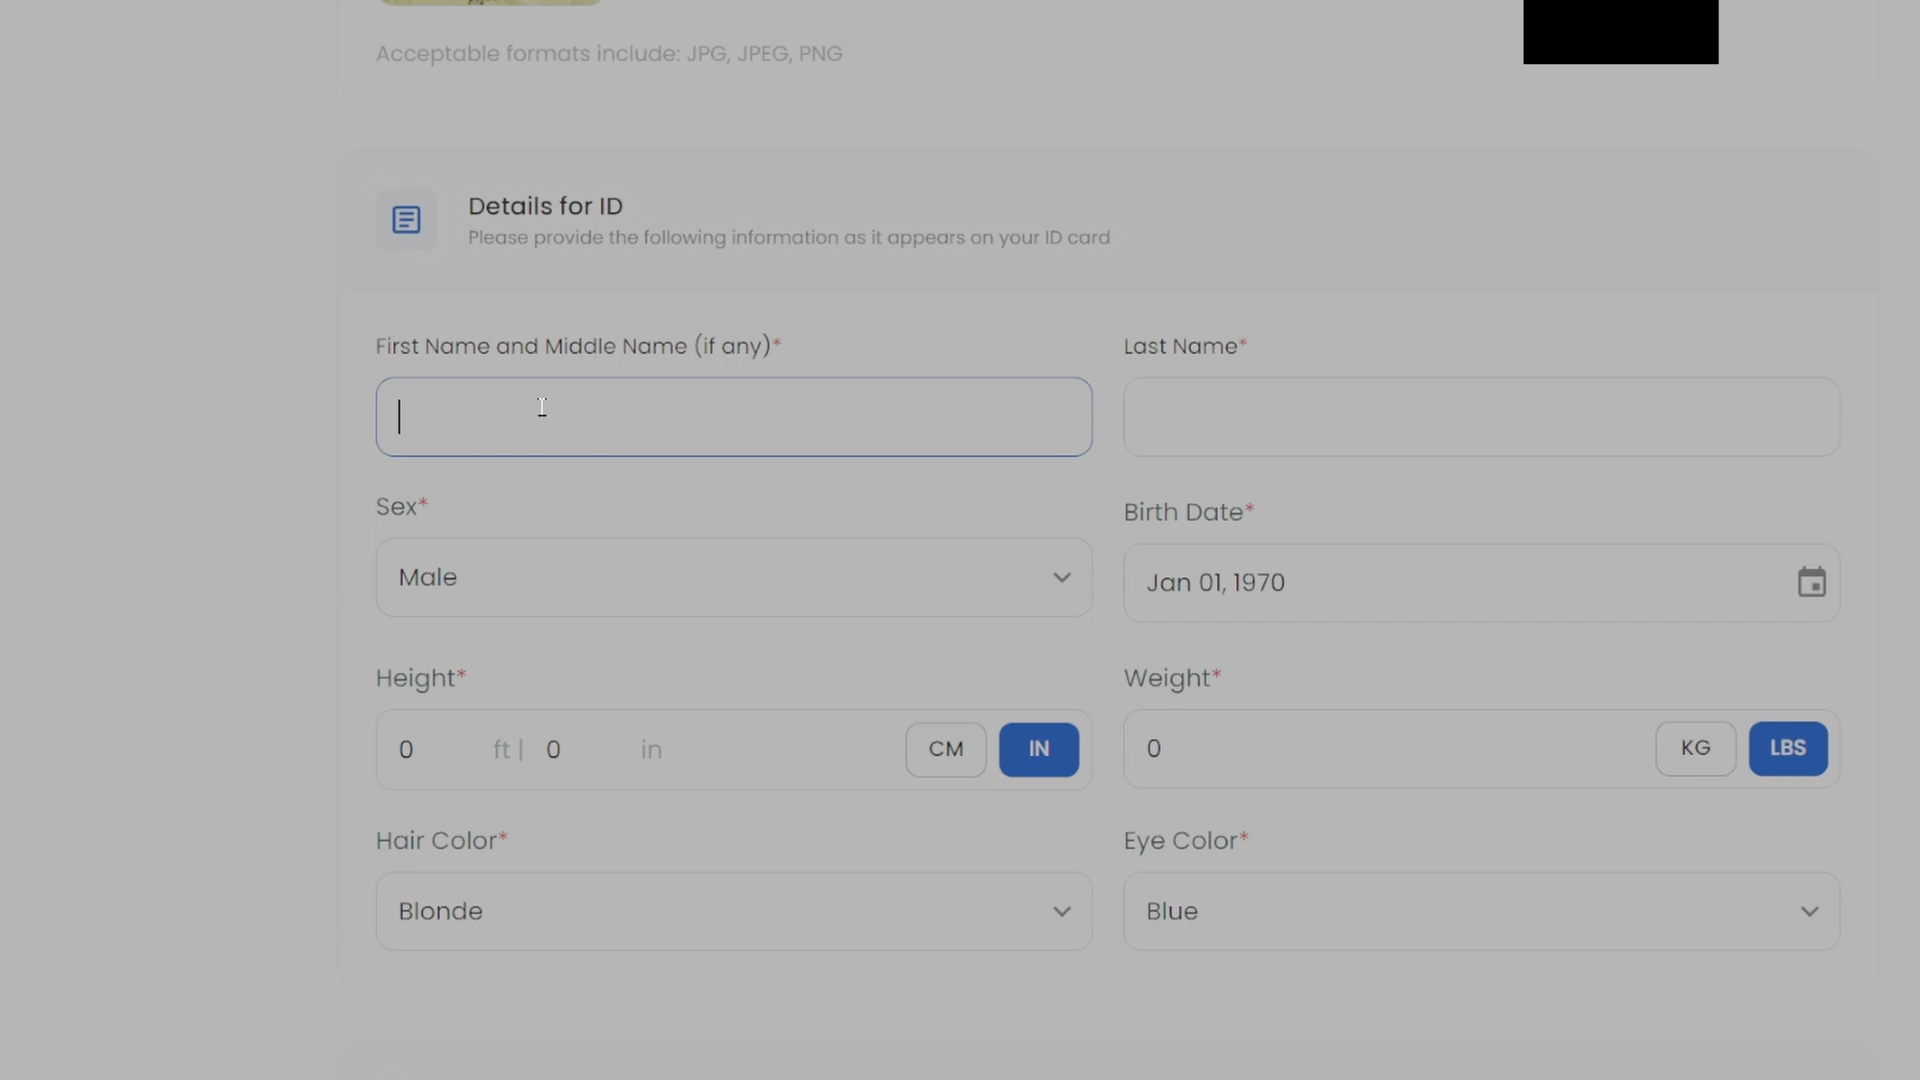 Acceptable formats include: JPG, JPEG, PNG
Details for ID
Please provide the following information as it appears on your ID card
First Name and Middle Name (if any)*
Last Name*
Sex*
Birth Date*
Male
Jan 01, 1970
Height*
Weight*
0 ft | 0 in CM IN
0 KG LBS
Hair Color*
Eye Color*
Blonde
Blue